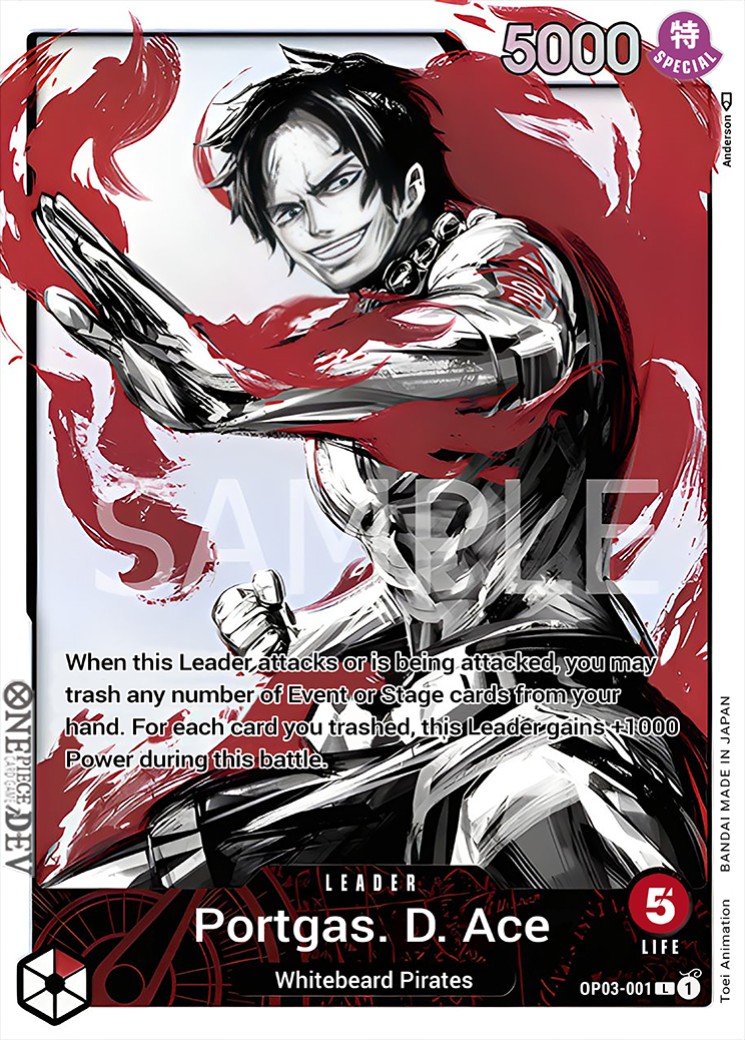 5000
特
SPECIAL
Anderson
SAMPLE
When this Leader attacks or is being attacked, you may
trash any number of Event or Stage cards from your
hand. For each card you trashed, this Leader gains +1000
Power during this battle.
ONE PIECE
CARD GAME
DEV
LEADER
Portgas. D. Ace
5
LIFE
Whitebeard Pirates
OP03-001 L 1
Toei Animation BANDAI MADE IN JAPAN